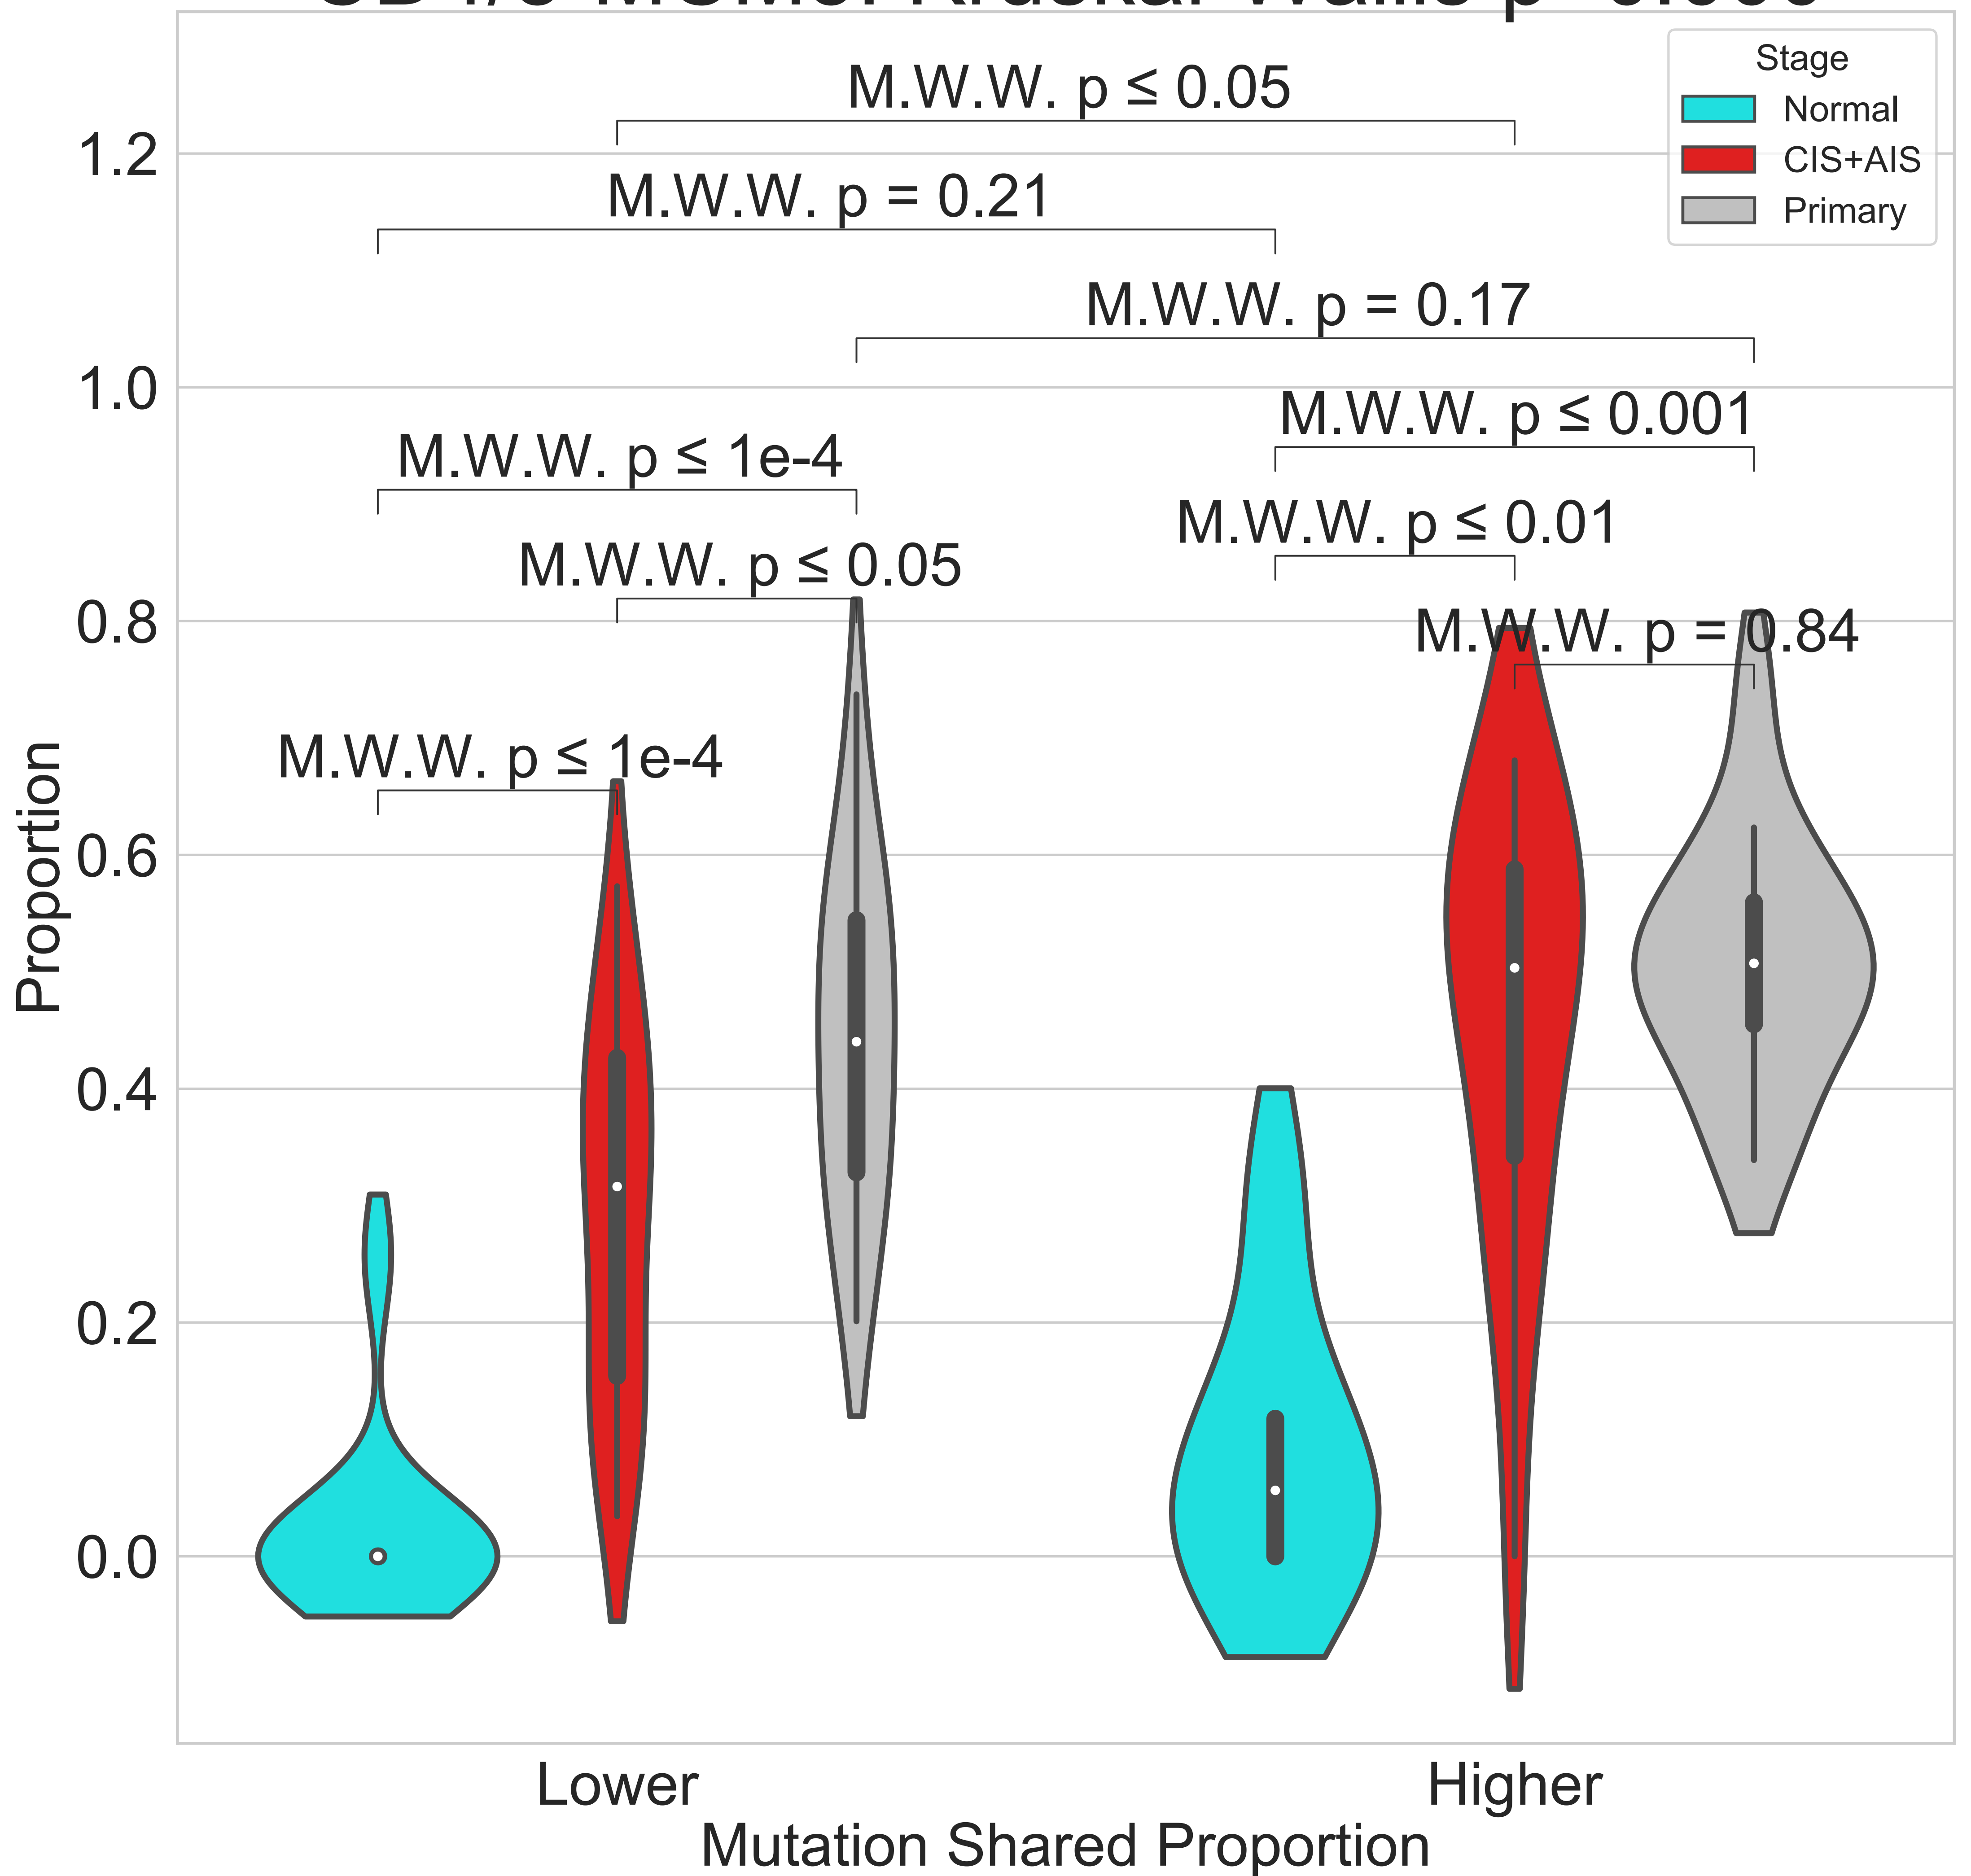 Stage
Normal
CIS+AIS
Primary
M.W.W. p ≤ 0.05
M.W.W. p = 0.21
M.W.W. p = 0.17
M.W.W. p ≤ 0.001
M.W.W. p ≤ 1e-4
M.W.W. p ≤ 0.01
M.W.W. p ≤ 0.05
M.W.W. p = 0.84
M.W.W. p ≤ 1e-4
1.2
1.0
0.8
0.6
0.4
0.2
0.0
Proportion
Lower
Higher
Mutation Shared Proportion